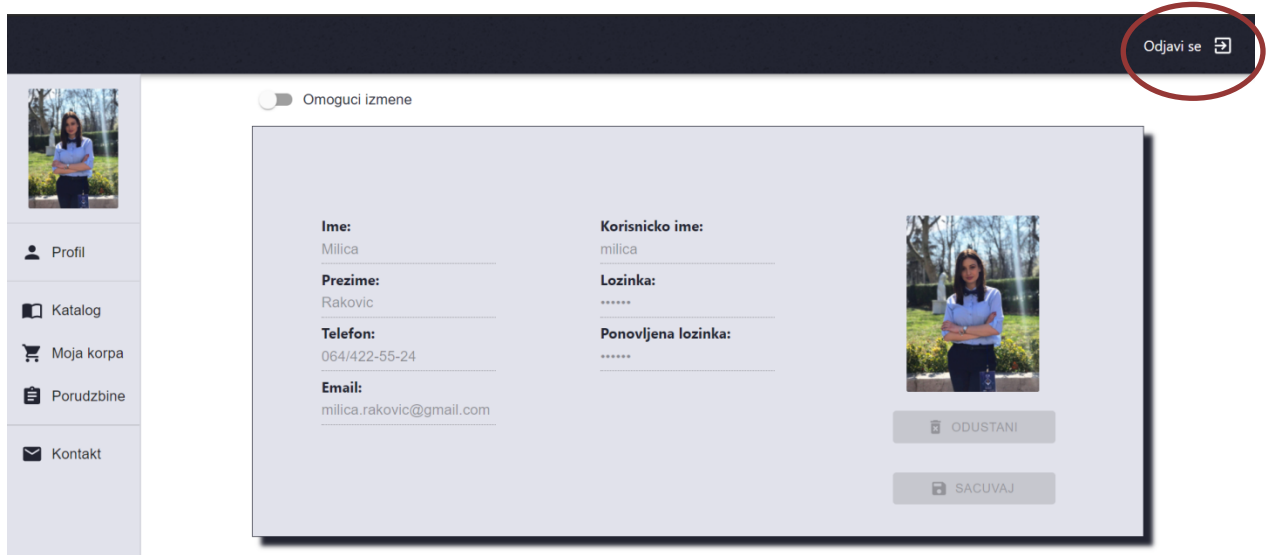 Odjavi se
Omoguci izmene
Profil
Katalog
Moja korpa
Porudzbine
Kontakt
Ime:
Milica
Prezime:
Rakovic
Telefon:
064/422-55-24
Email:
milica.rakovic@gmail.com
Korisnicko ime:
milica
Lozinka:
••••••
Ponovljena lozinka:
••••••
ODUSTANI
SACUVAJ